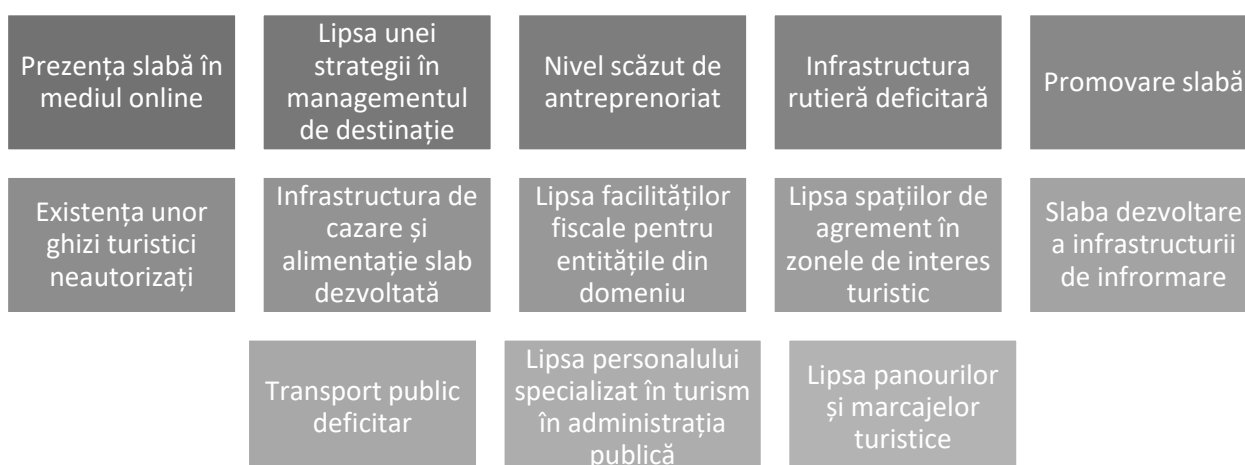 Prezența slabă în
mediul online
Lipsa unei
strategii în
managementul
de destinație
Nivel scăzut de
antreprenoriat
Infrastructura
rutieră deficitară
Promovare slabă
Existența unor
ghizi turistici
neautorizați
Infrastructura de
cazare și
alimentație slab
dezvoltată
Lipsa facilităților
fiscale pentru
entitățile din
domeniu
Lipsa spațiilor de
agrement în
zonele de interes
turistic
Slaba dezvoltare
a infrastructurii
de infrormare
Transport public
deficitar
Lipsa personalului
specializat în turism
în administrația
publică
Lipsa panourilor
și marcajelor
turistice